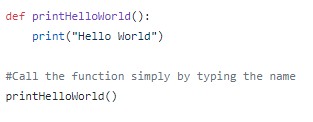 def printHelloWorld():
    print("Hello World")
#Call the function simply by typing the name
printHelloWorld()